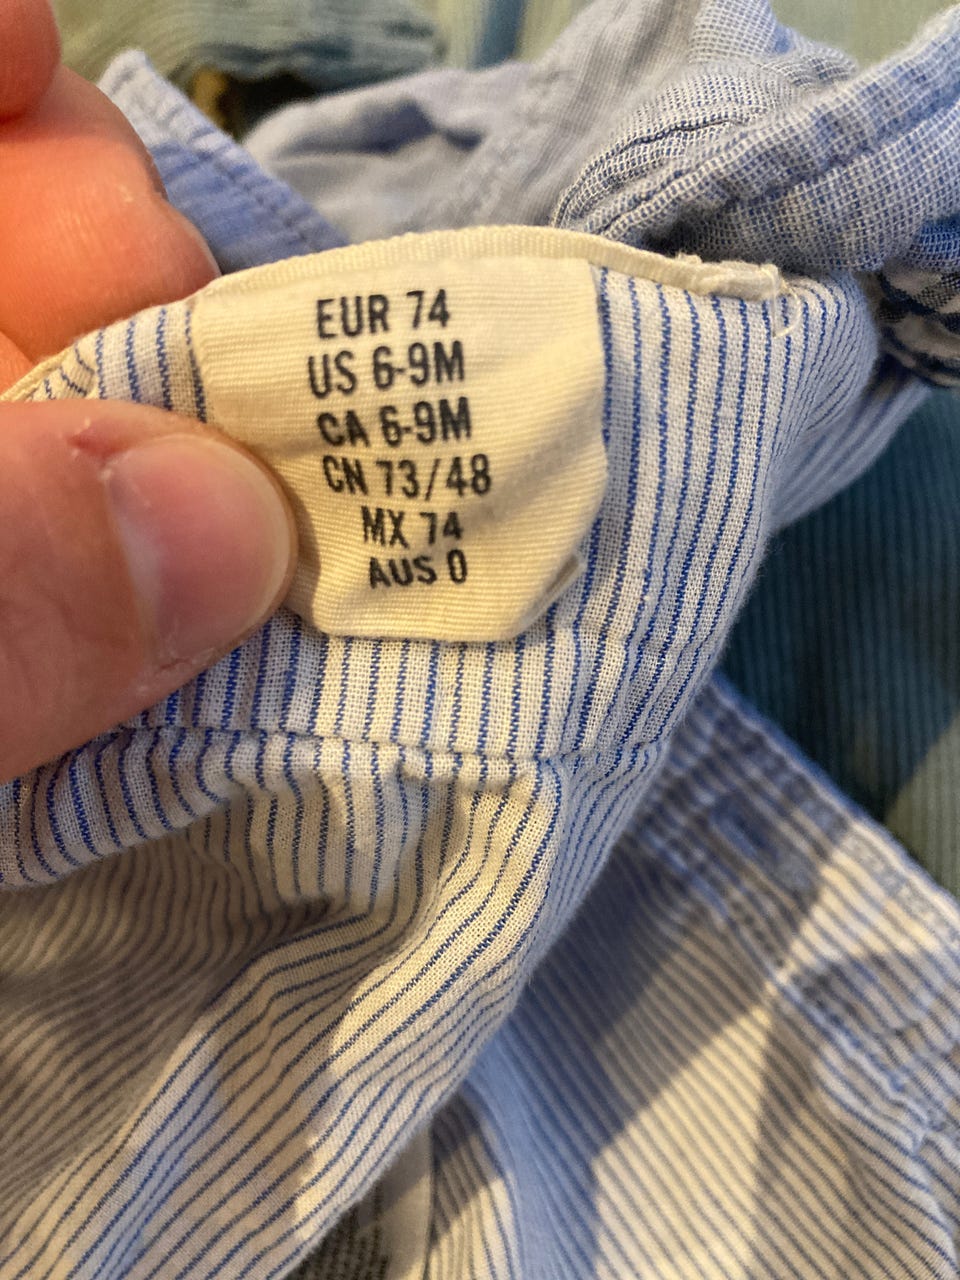 EUR 74
US 6-9M
CA 6-9M
CN 73/48
MX 74
AUS 0